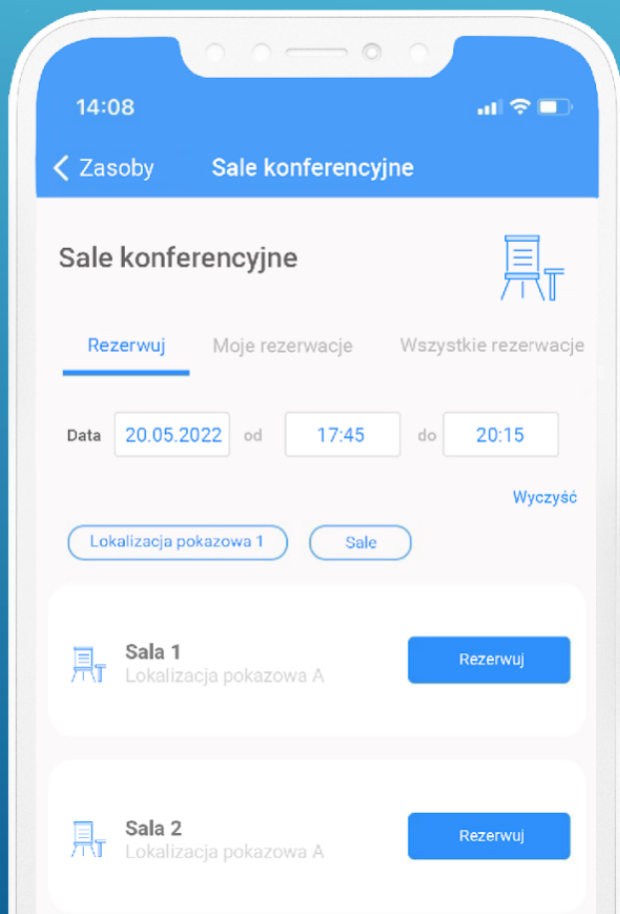 14:08
Zasoby Sale konferencyjne
Sale konferencyjne
Rezerwuj Moje rezerwacje Wszystkie rezerwacje
Data 20.05.2022 od 17:45 do 20:15
Wyczyść
Lokalizacja pokazowa 1 Sale
Sala 1
Lokalizacja pokazowa A
Rezerwuj
Sala 2
Lokalizacja pokazowa A
Rezerwuj